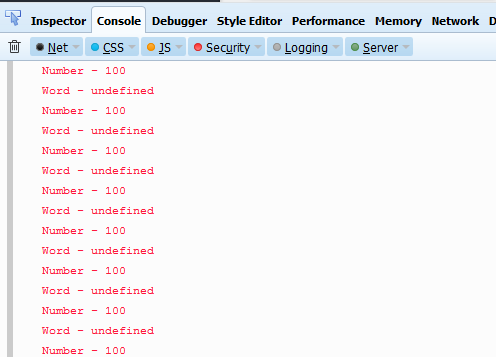 Inspector Console Debugger Style Editor Performance Memory Network D
Net CSS JS Security Logging Server
Number - 100
Word - undefined
Number - 100
Word - undefined
Number - 100
Word - undefined
Number - 100
Word - undefined
Number - 100
Word - undefined
Number - 100
Word - undefined
Number - 100
Word - undefined
Number - 100